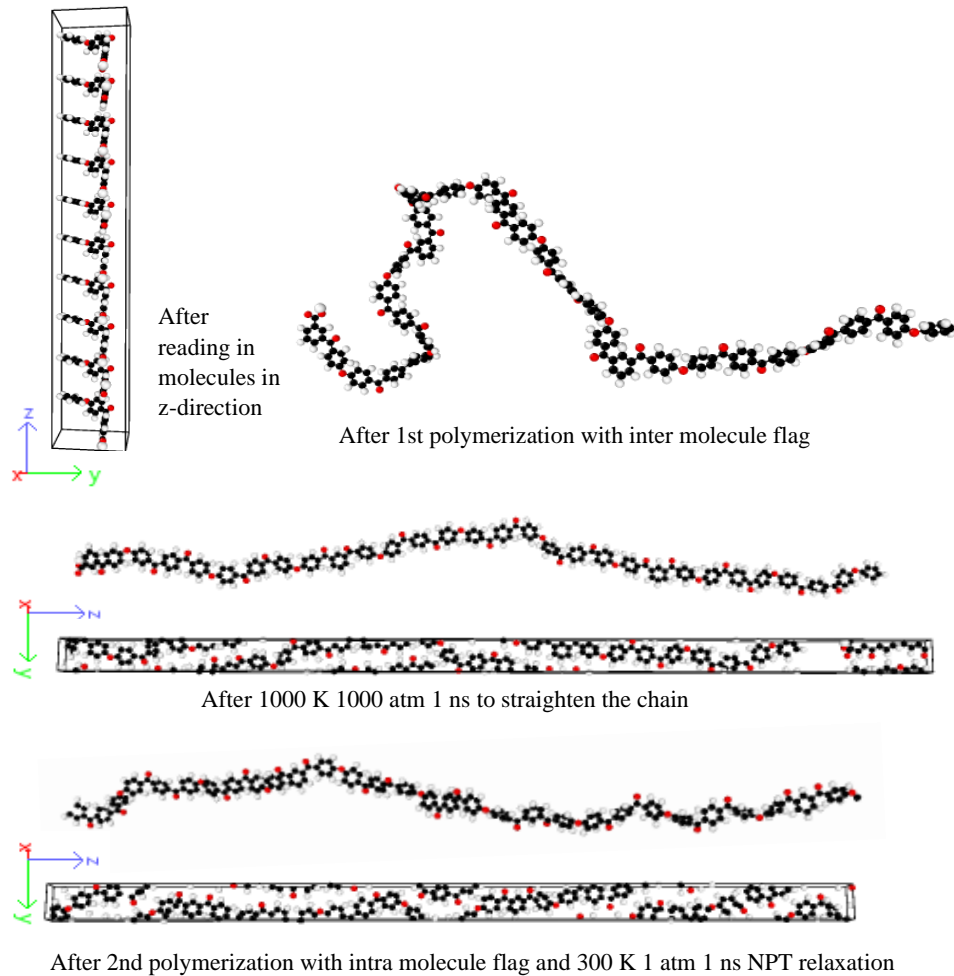 After
reading in
molecules in
z-direction
z
x
y
After 1st polymerization with inter molecule flag
x
z
y
After 1000 K 1000 atm 1 ns to straighten the chain
x
z
y
After 2nd polymerization with intra molecule flag and 300 K 1 atm 1 ns NPT relaxation